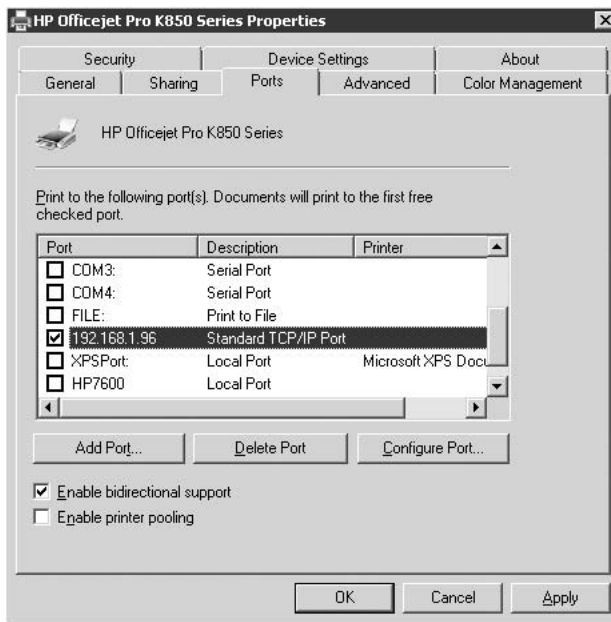 HP Officejet Pro K850 Series Properties
Security Device Settings About
General Sharing Ports Advanced Color Management
HP Officejet Pro K850 Series
Print to the following port(s). Documents will print to the first free
checked port.
Port Description Printer
COM3: Serial Port
COM4: Serial Port
FILE: Print to File
192.168.1.96 Standard TCP/IP Port
XPSPort: Local Port Microsoft XPS Docu
HP7600 Local Port
Add Port... Delete Port Configure Port...
Enable bidirectional support
Enable printer pooling
OK Cancel Apply